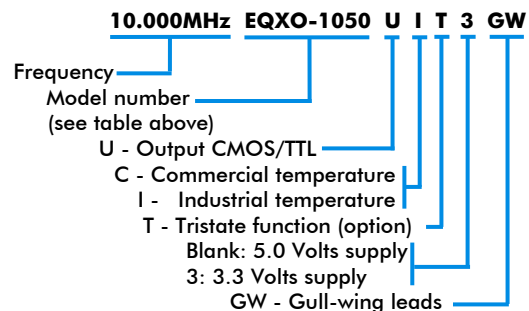 10.000MHz EQXO-1050 U I T 3 GW
Frequency
Model number
(see table above)
U - Output CMOS/TTL
C - Commercial temperature
I - Industrial temperature
T - Tristate function (option)
Blank: 5.0 Volts supply
3: 3.3 Volts supply
GW - Gull-wing leads